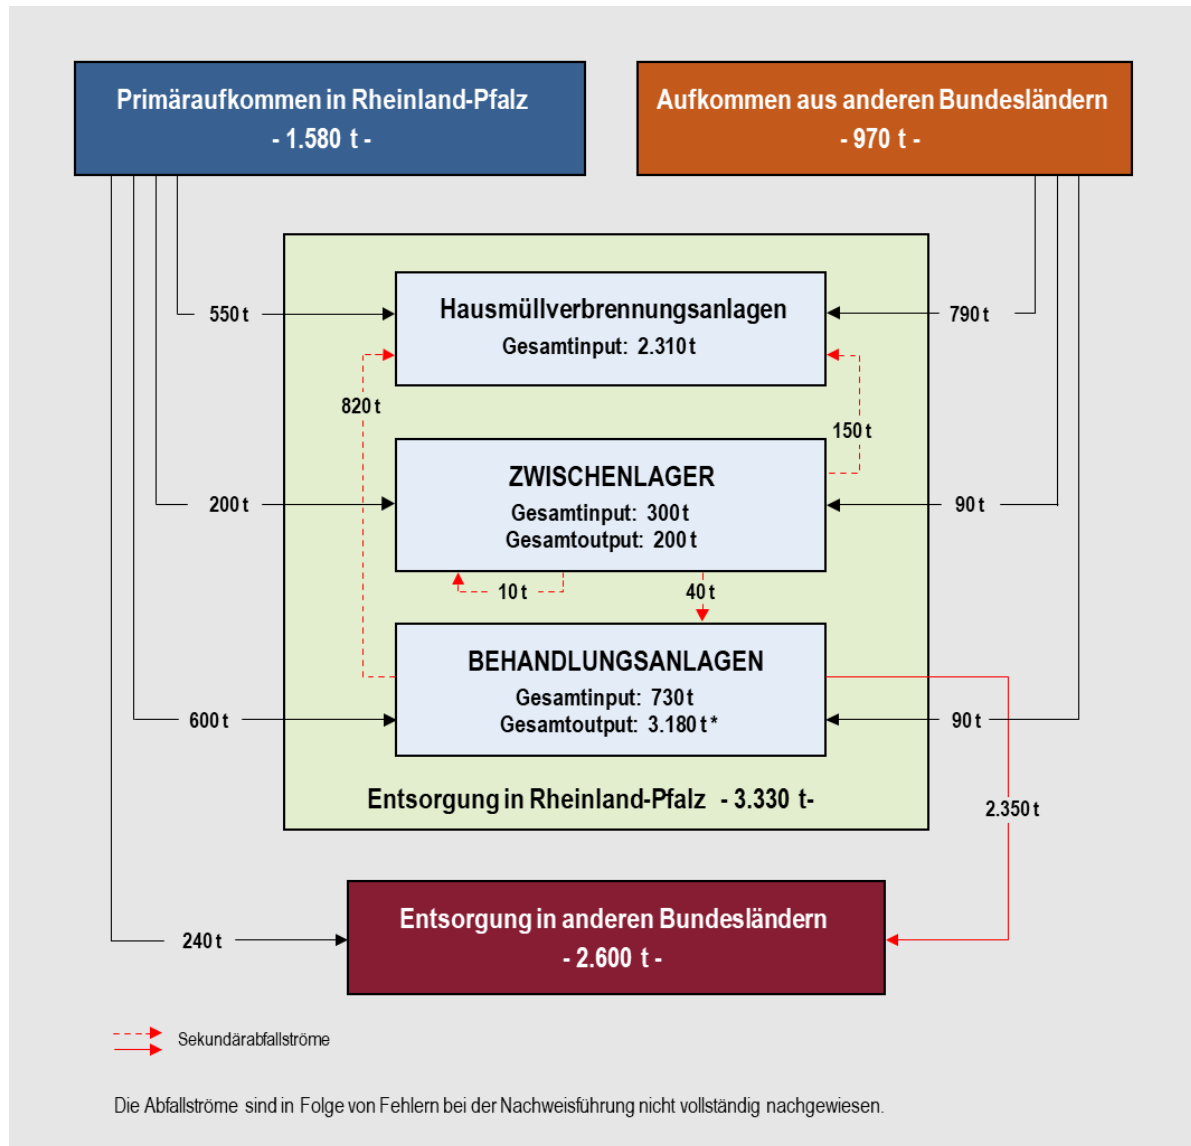 Primäraufkommen in Rheinland-Pfalz
- 1.580 t -
Aufkommen aus anderen Bundesländern
- 970 t -
Hausmüllverbrennungsanlagen
Gesamtinput: 2.310 t
550 t
790 t
820 t
150 t
ZWISCHENLAGER
Gesamtinput: 300 t
Gesamtoutput: 200 t
200 t
90 t
10 t
40 t
BEHANDLUNGSANLAGEN
Gesamtinput: 730 t
Gesamtoutput: 3.180 t *
600 t
90 t
Entsorgung in Rheinland-Pfalz - 3.330 t-
2.350 t
Entsorgung in anderen Bundesländern
- 2.600 t -
240 t
Sekundärabfallströme
Die Abfallströme sind in Folge von Fehlern bei der Nachweisführung nicht vollständig nachgewiesen.